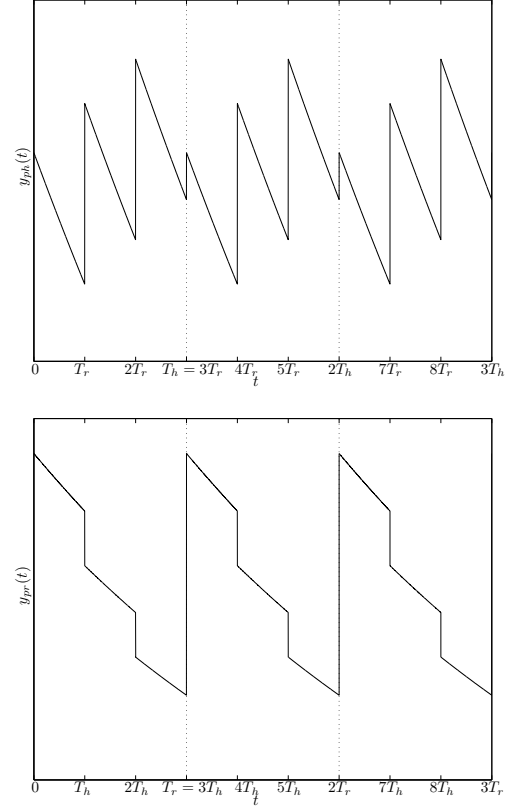 y_{ph}(t)
0 T_r 2T_r T_h = 3T_r 4T_r 5T_r 2T_h 7T_r 8T_r 3T_h
t
y_{pr}(t)
0 T_h 2T_h T_r = 3T_h 4T_h 5T_h 2T_r 7T_h 8T_h 3T_r
t